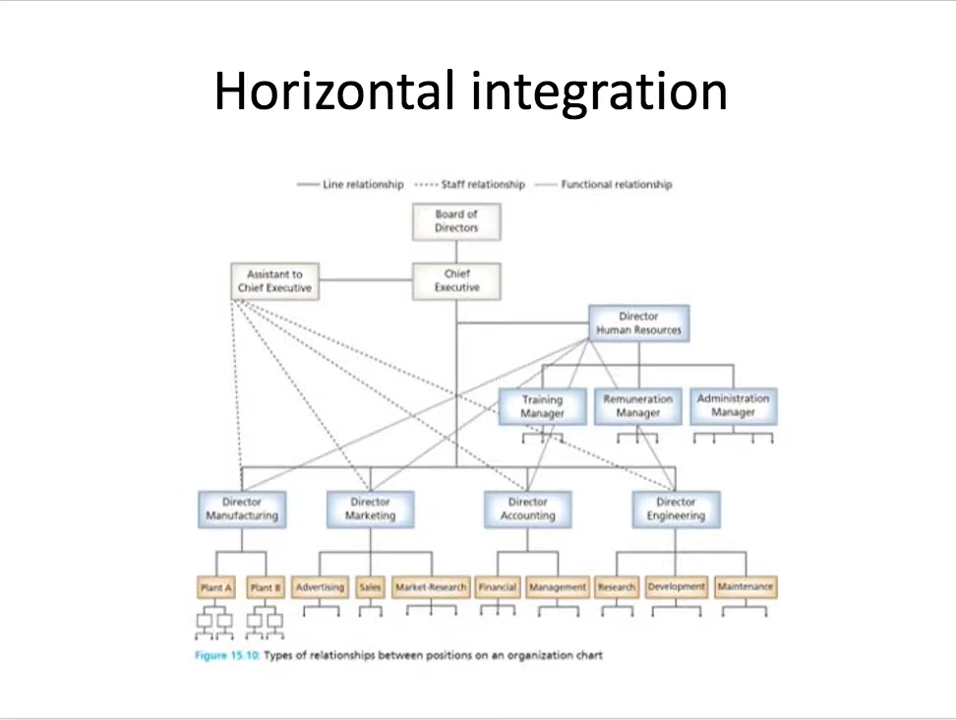 Horizontal integration
Line relationship Staff relationship Functional relationship
Board of
Directors
Assistant to
Chief Executive
Chief
Executive
Director
Human Resources
Training
Manager
Remuneration
Manager
Administration
Manager
Director
Manufacturing
Director
Marketing
Director
Accounting
Director
Engineering
Plant A
Plant B
Advertising
Sales
Market-Research
Financial
Management
Research
Development
Maintenance
Figure 15.10: Types of relationships between positions on an organization chart